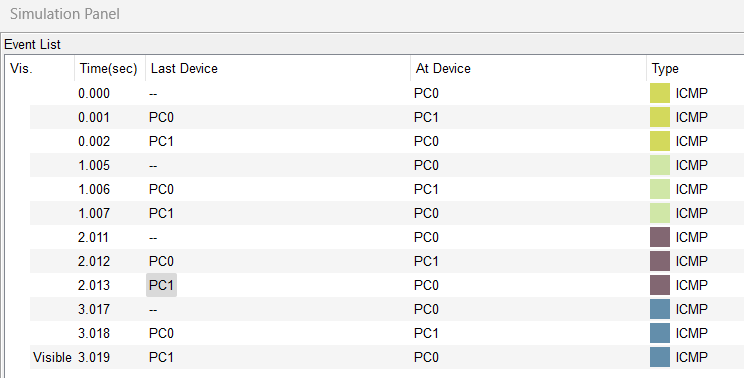 Simulation Panel
Event List
Vis. Time(sec) Last Device At Device Type
0.000 -- PC0 ICMP
0.001 PC0 PC1 ICMP
0.002 PC1 PC0 ICMP
1.005 -- PC0 ICMP
1.006 PC0 PC1 ICMP
1.007 PC1 PC0 ICMP
2.011 -- PC0 ICMP
2.012 PC0 PC1 ICMP
2.013 PC1 PC0 ICMP
3.017 -- PC0 ICMP
3.018 PC0 PC1 ICMP
Visible 3.019 PC1 PC0 ICMP